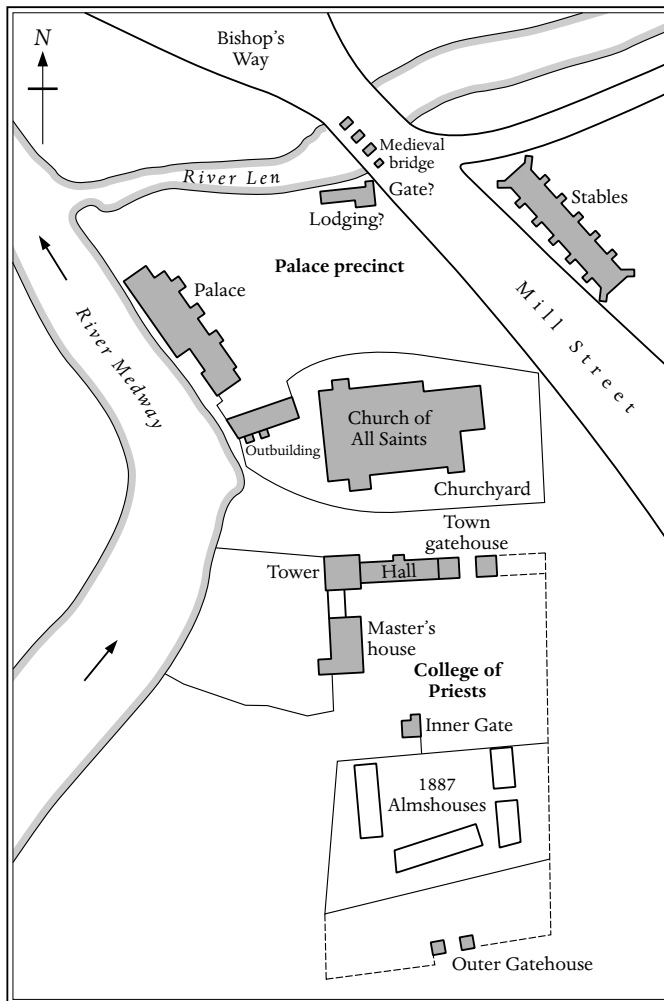 N
Bishop's
Way
Medieval
bridge
River Len
Gate?
Lodging?
Stables
Palace precinct
Palace
River Medway
Mill Street
Church of
All Saints
Outbuilding
Churchyard
Town
gatehouse
Tower
Hall
Master's
house
College of
Priests
Inner Gate
1887
Almshouses
Outer Gatehouse